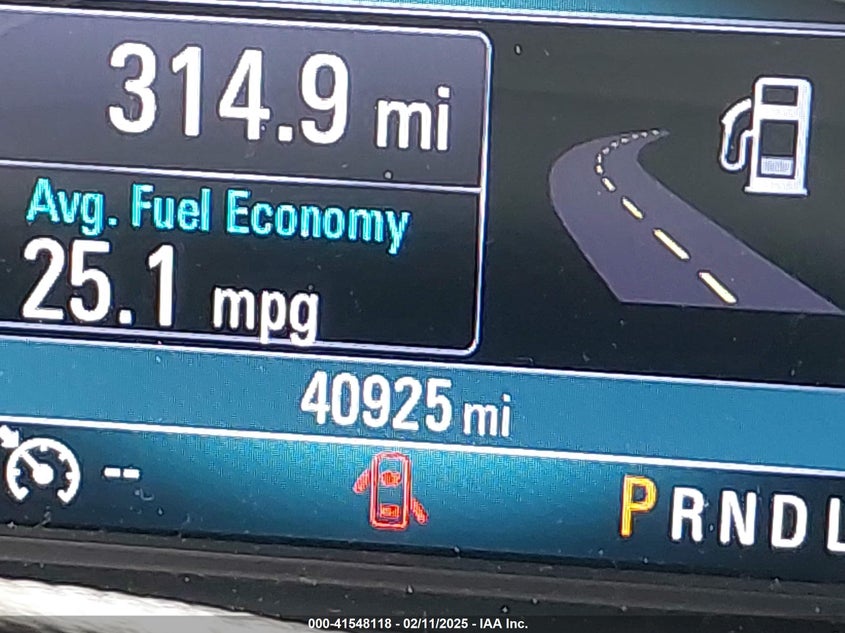 314.9 mi
Avg. Fuel Economy
25.1 mpg
40925 mi
-- PRNDL
000-41548118 - 02/11/2025 - IAA Inc.